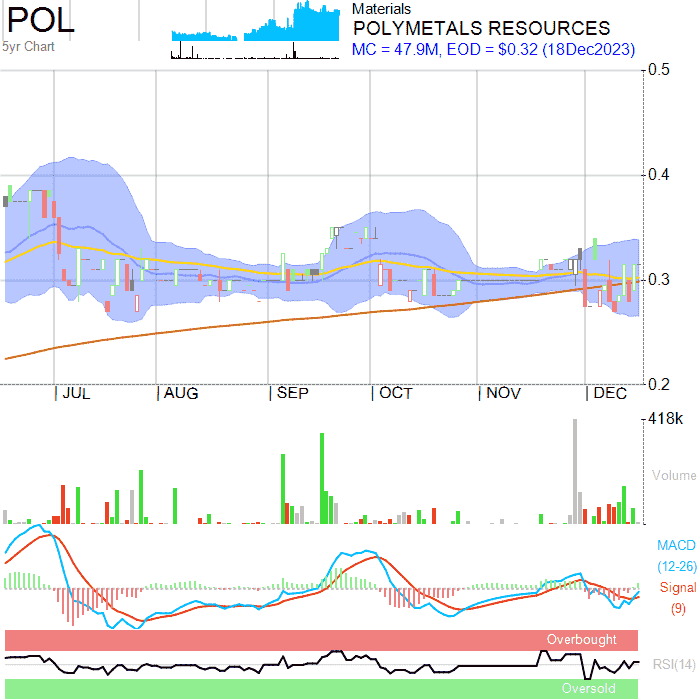 POL
5yr Chart
Materials
POLYMETALS RESOURCES
MC = 47.9M, EOD = $0.32 (18Dec2023)
0.5
0.4
0.3
0.2
JUL
AUG
SEP
OCT
NOV
DEC
418k
Volume
MACD
(12-26)
Signal
(9)
Overbought
RSI(14)
Oversold